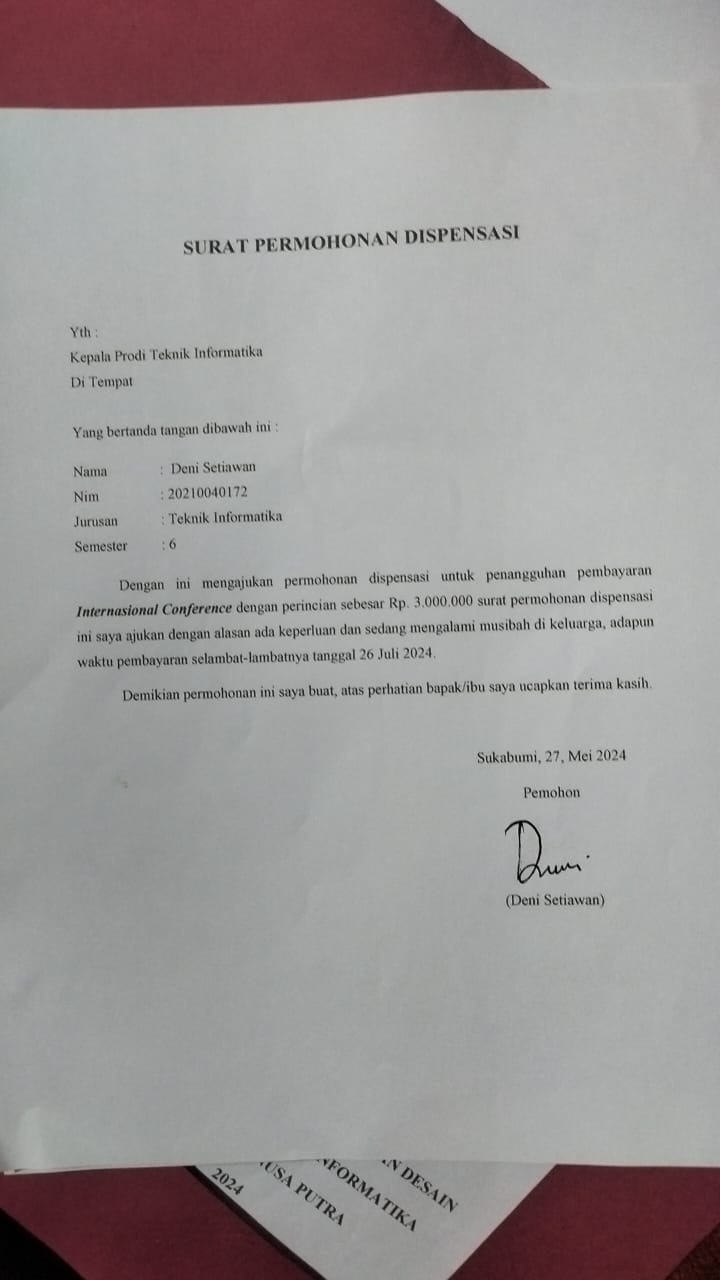 SURAT PERMOHONAN DISPENSASI
Yth :
Kepala Prodi Teknik Informatika
Di Tempat
Yang bertanda tangan dibawah ini :
Nama : Deni Setiawan
Nim : 20210040172
Jurusan : Teknik Informatika
Semester : 6
Dengan ini mengajukan permohonan dispensasi untuk penangguhan pembayaran
Internasional Conference dengan perincian sebesar Rp. 3.000.000 surat permohonan dispensasi
ini saya ajukan dengan alasan ada keperluan dan sedang mengalami musibah di keluarga, adapun
waktu pembayaran selambat-lambatnya tanggal 26 Juli 2024.
Demikian permohonan ini saya buat, atas perhatian bapak/ibu saya ucapkan terima kasih.
Sukabumi, 27, Mei 2024
Pemohon
(Deni Setiawan)
DESAIN
NFORMATIKA
USA PUTRA
2024